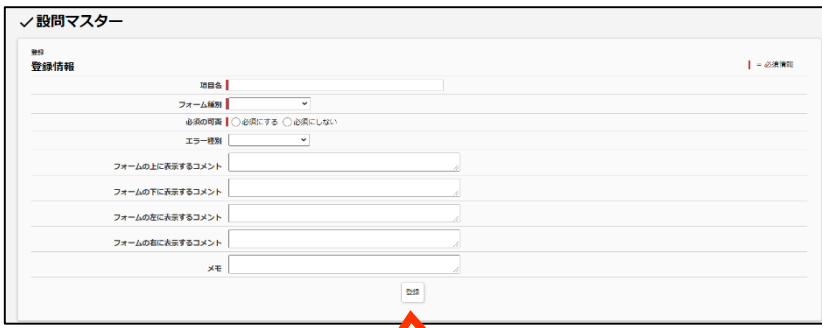 設問マスター
登録
登録情報
= 必須情報
項目名
フォーム種別
必須の可否 必須にする 必須にしない
エラー種別
フォームの上に表示するコメント
フォームの下に表示するコメント
フォームの左に表示するコメント
フォームの右に表示するコメント
メモ
登録